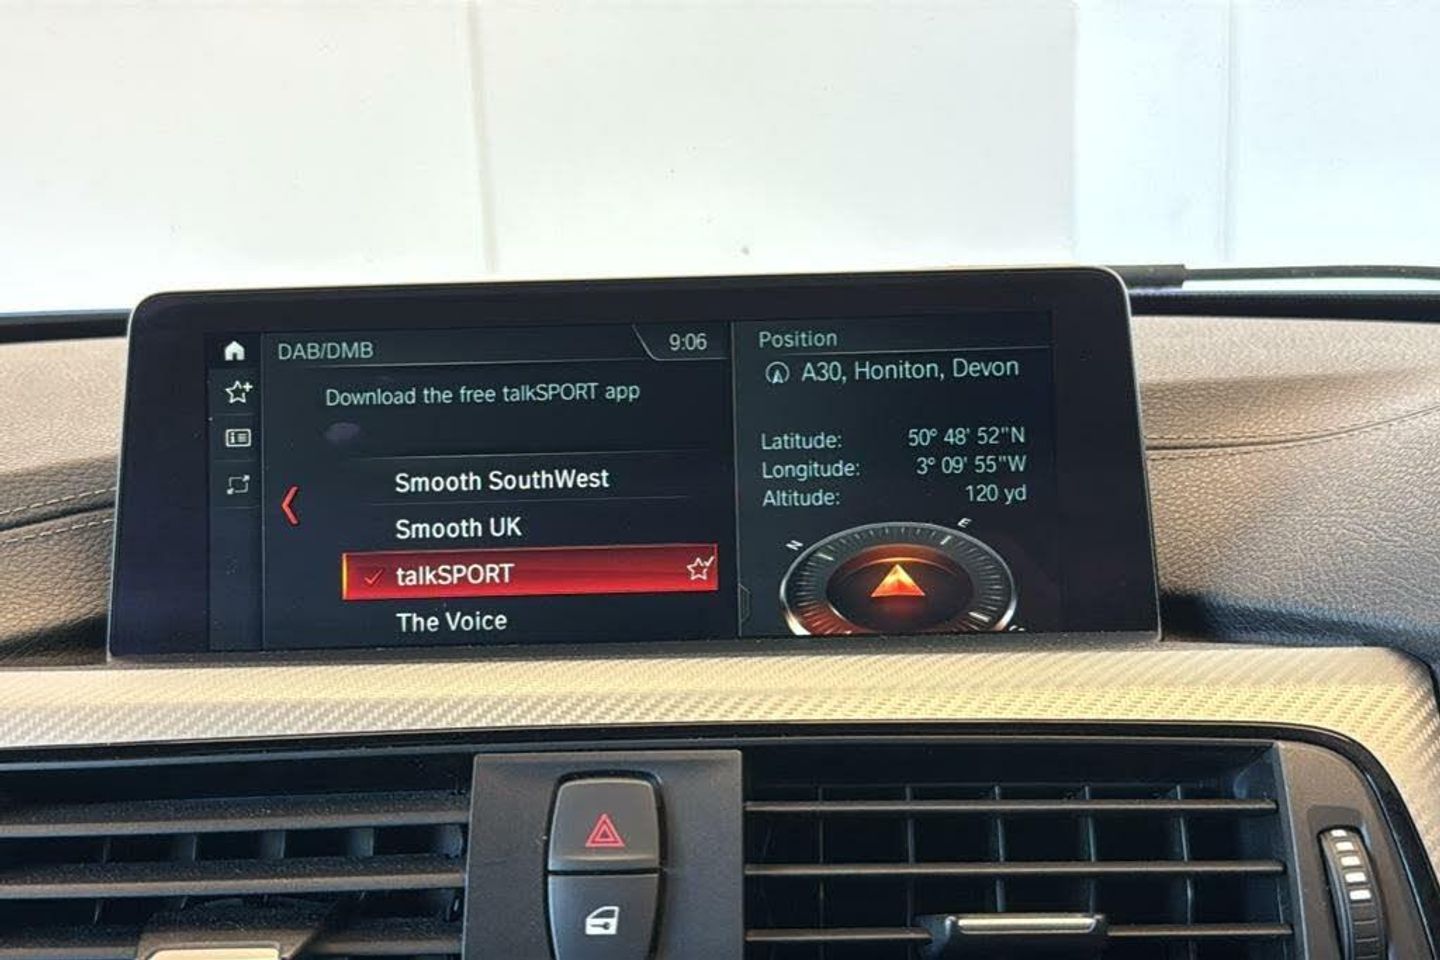 DAB/DMB
9:06
Download the free talkSPORT app
Smooth SouthWest
Smooth UK
talkSPORT
The Voice
Position
A30, Honiton, Devon
Latitude: 50° 48' 52"N
Longitude: 3° 09' 55"W
Altitude: 120 yd
N
E